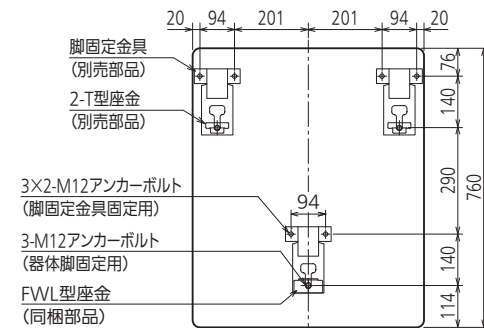 20 94 201 201 94 20
脚固定金具
(別売部品)
2-T型座金
(別売部品)
76
140
290
760
3×2-M12アンカーボルト
(脚固定金具固定用)
94
3-M12アンカーボルト
(器体脚固定用)
140
FWL型座金
(同梱部品)
114